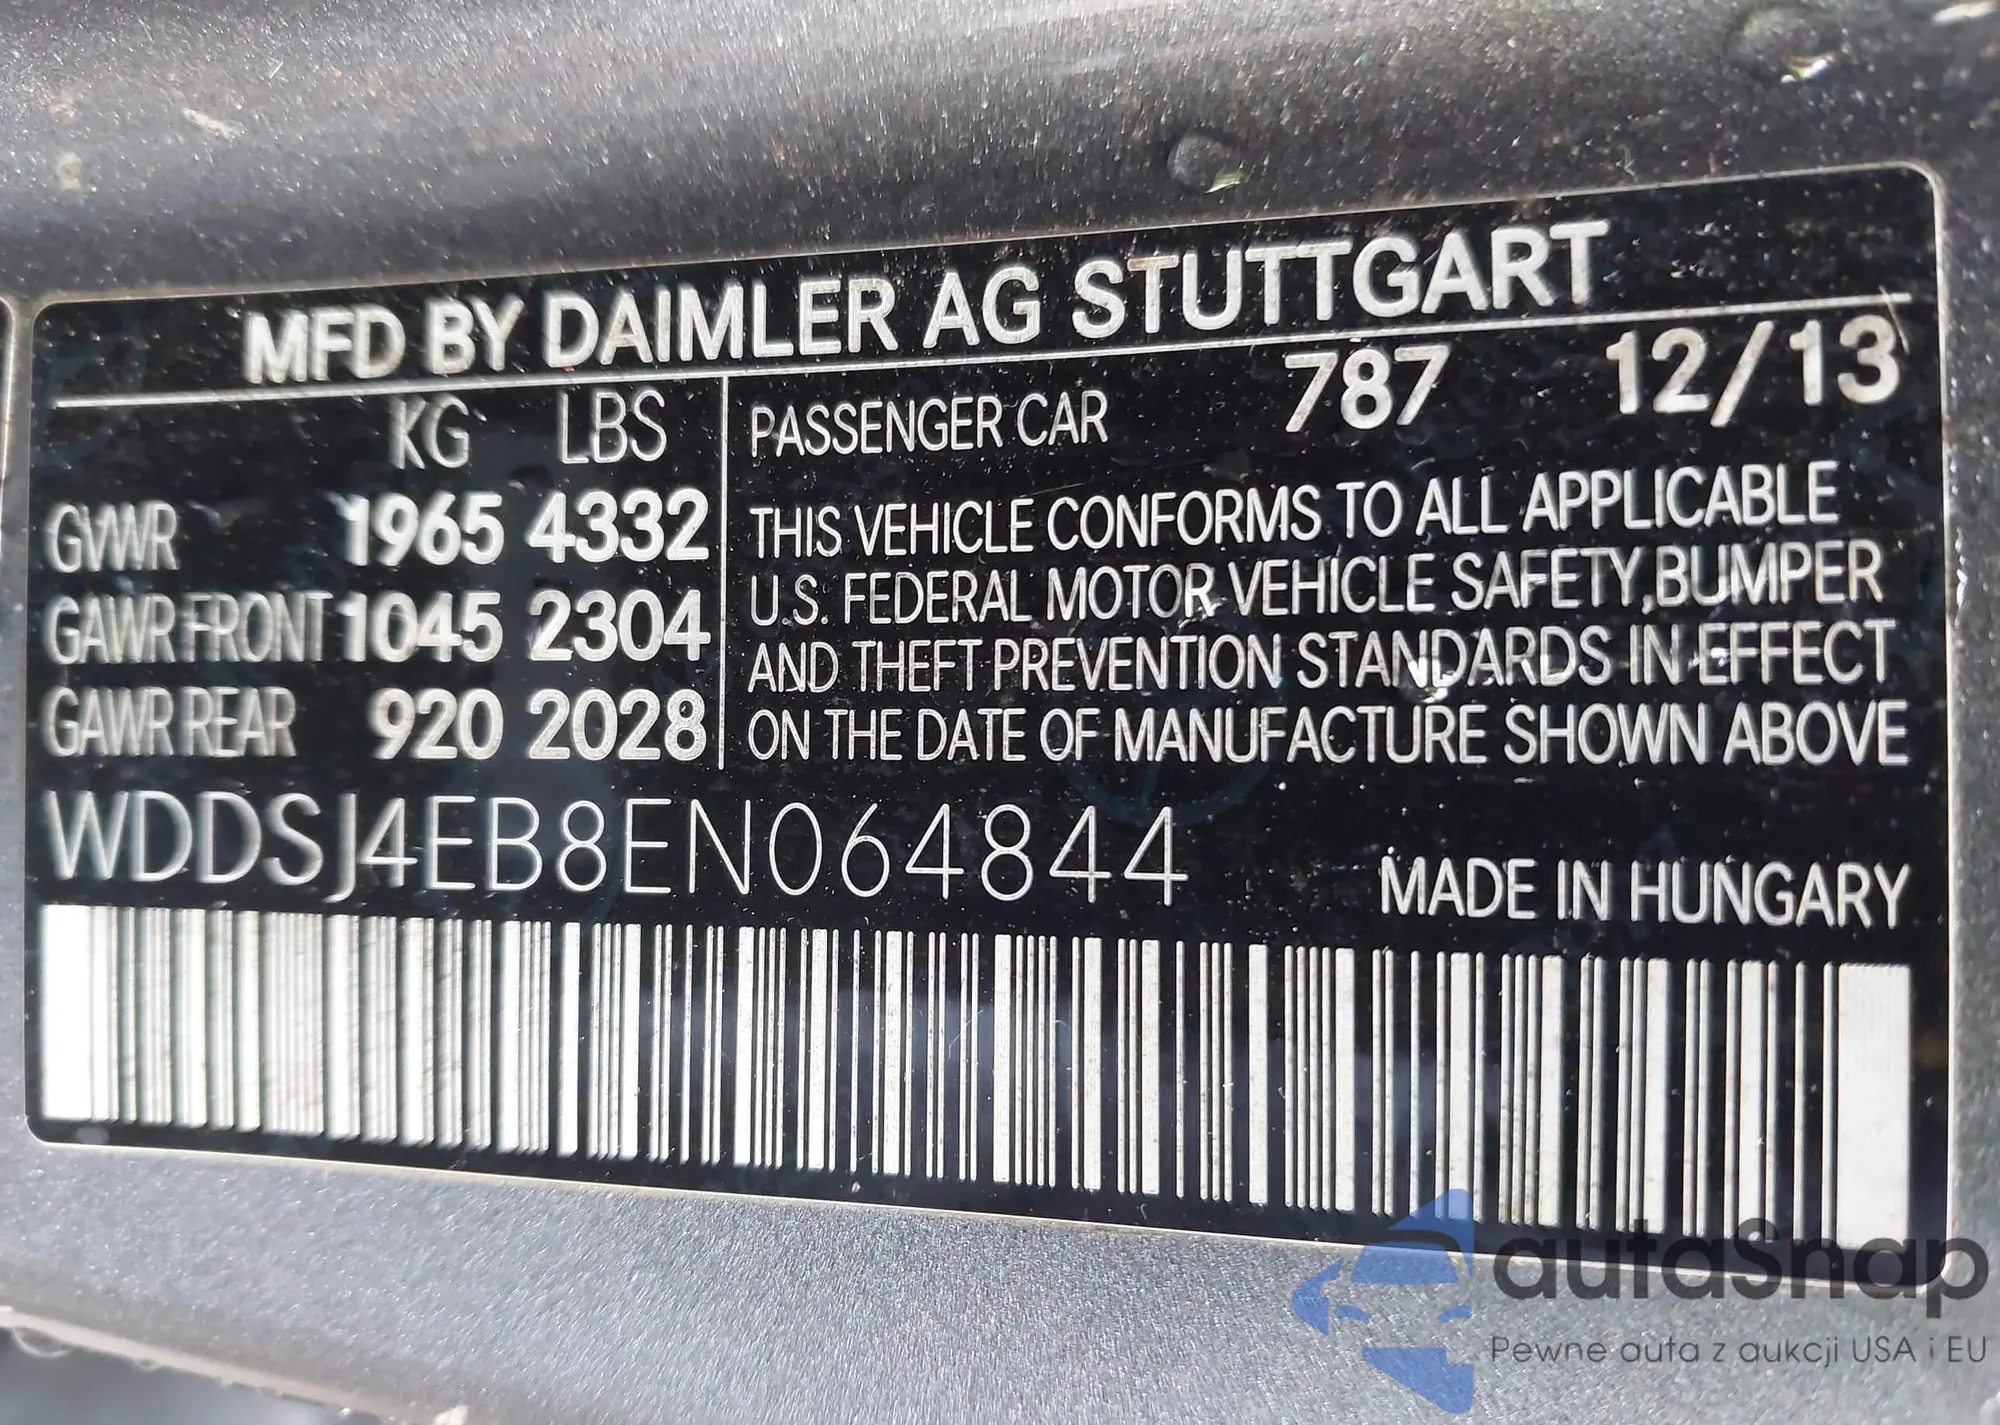 MFD BY DAIMLER AG STUTTGART
KG LBS
GVWR 1965 4332
GAWR FRONT 1045 2304
GAWR REAR 920 2028
PASSENGER CAR 787 12/13
THIS VEHICLE CONFORMS TO ALL APPLICABLE
U.S. FEDERAL MOTOR VEHICLE SAFETY, BUMPER
AND THEFT PREVENTION STANDARDS IN EFFECT
ON THE DATE OF MANUFACTURE SHOWN ABOVE
WDDSJ4EB8EN064844
MADE IN HUNGARY
autaSnap
Pewne auta z aukcji USA i EU